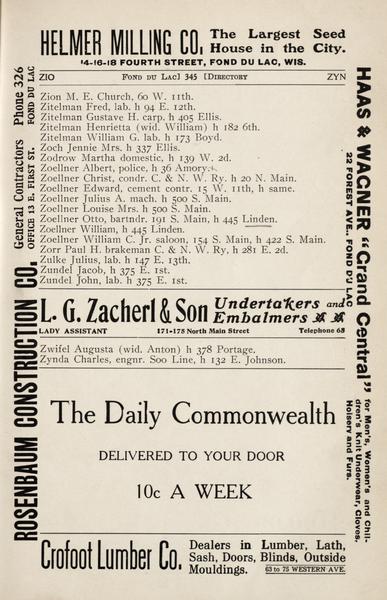 HELMER MILLING CO. The Largest Seed
House in the City.
14-16-18 FOURTH STREET, FOND DU LAC, WIS.
ZIO FOND DU LAC] 345 [DIRECTORY ZYN
Zion M. E. Church, 60 W. 11th.
Zitelman Fred, lab. h 94 E. 12th.
Zitelman Gustave H. carp. h 405 Ellis.
Zitelman Henrietta (wid. William) h 182 6th.
Zitelman William G. lab. h 173 Boyd.
Zoch Jennie Mrs. h 337 Ellis.
Zodrow Martha domestic, h 139 W. 2d.
Zoellner Albert, police, h 36 Amory.
Zoellner Christ, condr. C. & N. W. Ry. h 20 N. Main.
Zoellner Edward, cement contr. 15 W. 11th, h same.
Zoellner Julius A. mach. h 500 S. Main.
Zoellner Louise Mrs. h 500 S. Main.
Zoellner Otto, bartndr. 191 S. Main, h 445 Linden.
Zoellner William, h 445 Linden.
Zoellner William C. Jr. saloon, 154 S. Main, h 422 S. Main.
Zorr Paul H. brakeman C. & N. W. Ry, h 281 E. 2d.
Zulke Julius, lab. h 147 E. 13th.
Zundel Jacob, h 375 E. 1st.
Zundel John, lab. h 375 E. 1st.
L. G. Zacherl & Son Undertakers and
Embalmers
LADY ASSISTANT 171-173 North Main Street Telephone 63
Zwifel Augusta (wid. Anton) h 378 Portage.
Zynda Charles, engnr. Soo Line, h 132 E. Johnson.
The Daily Commonwealth
DELIVERED TO YOUR DOOR
10c A WEEK
Crofoot Lumber Co. Dealers in Lumber, Lath,
Sash, Doors, Blinds, Outside
Mouldings. 63 to 75 WESTERN AVE.
ROSENBAUM CONSTRUCTION CO. General Contractors Phone 326
OFFICE 13 E. FIRST ST. FOND DU LAC
HAAS & WAGNER "Grand Central" for Men's, Women's and Chil-
dren's Knit Underwear, Gloves,
Hosiery and Furs.
22 FOREST AVE., FOND DU LAC